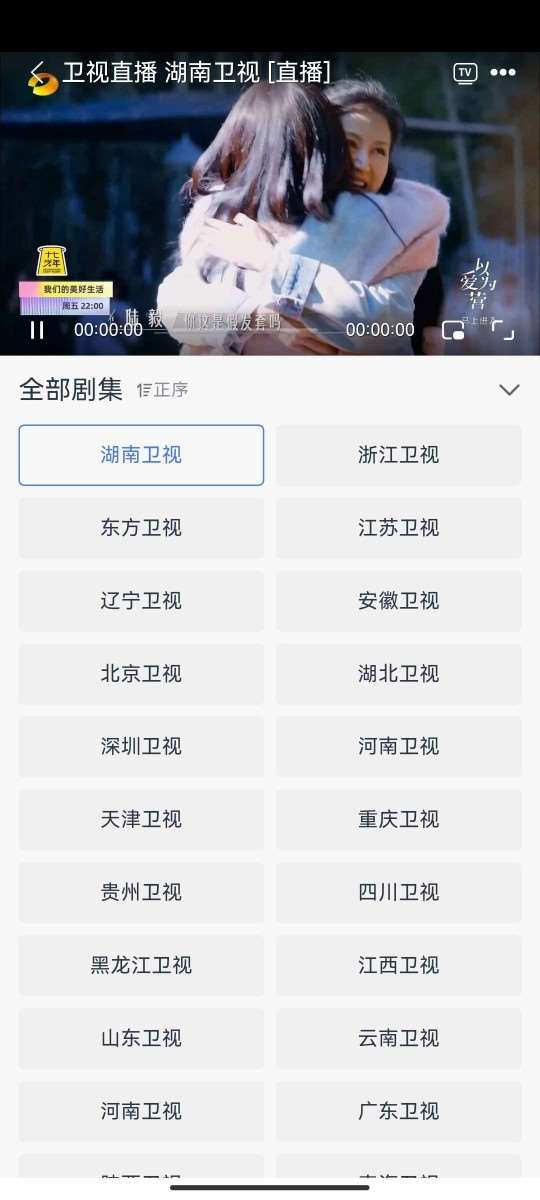 卫视直播 湖南卫视 [直播]
TV
十七岁年
我们的美好生活
周五 22:00
以爱为营
马上进入
陆毅
你这是假发套吗
00:00:00
00:00:00
全部剧集
正序
湖南卫视
浙江卫视
东方卫视
江苏卫视
辽宁卫视
安徽卫视
北京卫视
湖北卫视
深圳卫视
河南卫视
天津卫视
重庆卫视
贵州卫视
四川卫视
黑龙江卫视
江西卫视
山东卫视
云南卫视
河南卫视
广东卫视